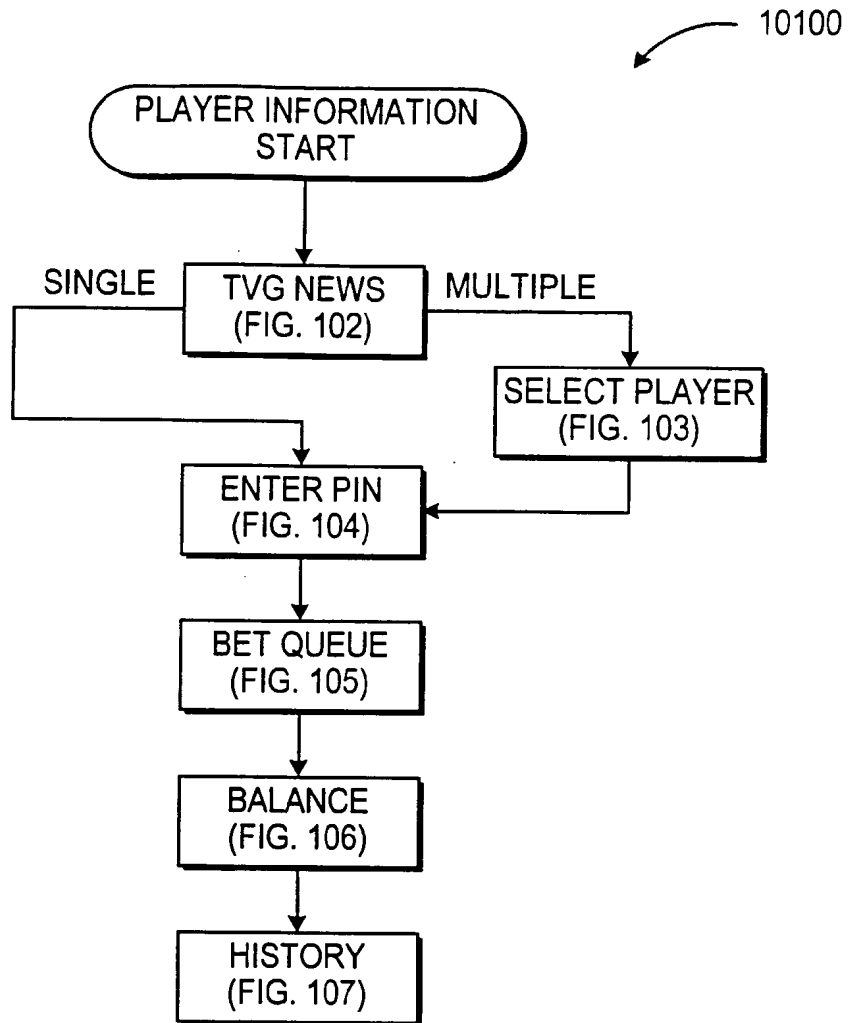 10100
PLAYER INFORMATION
START
SINGLE
TVG NEWS
(FIG. 102)
MULTIPLE
SELECT PLAYER
(FIG. 103)
ENTER PIN
(FIG. 104)
BET QUEUE
(FIG. 105)
BALANCE
(FIG. 106)
HISTORY
(FIG. 107)